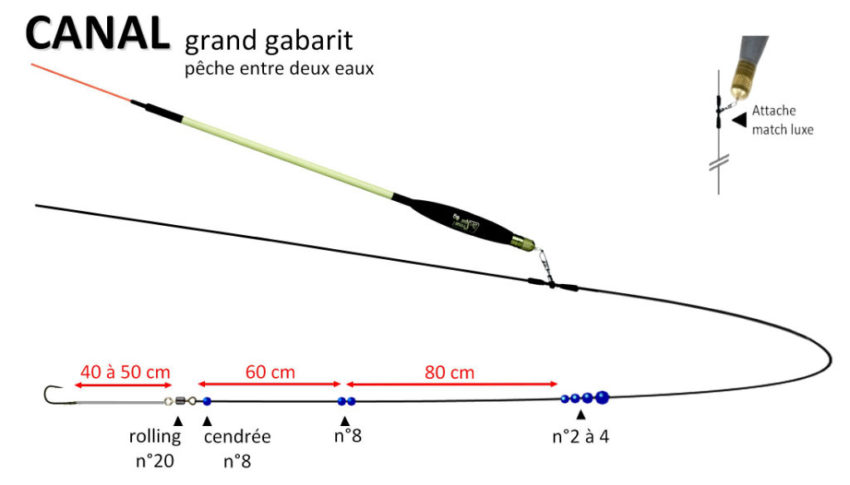 CANAL grand gabarit
pêche entre deux eaux
Attache
match luxe
40 à 50 cm
60 cm
80 cm
rolling
n°20
cendrée
n°8
n°8
n°2 à 4